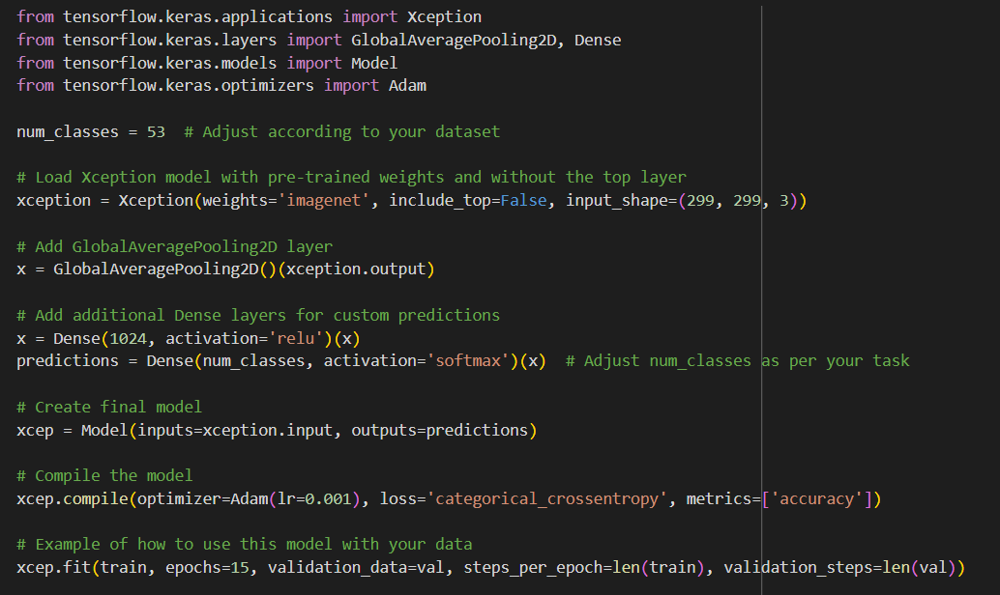 from tensorflow.keras.applications import Xception
from tensorflow.keras.layers import GlobalAveragePooling2D, Dense
from tensorflow.keras.models import Model
from tensorflow.keras.optimizers import Adam
num_classes = 53  # Adjust according to your dataset
# Load Xception model with pre-trained weights and without the top layer
xception = Xception(weights='imagenet', include_top=False, input_shape=(299, 299, 3))
# Add GlobalAveragePooling2D layer
x = GlobalAveragePooling2D()(xception.output)
# Add additional Dense layers for custom predictions
x = Dense(1024, activation='relu')(x)
predictions = Dense(num_classes, activation='softmax')(x)  # Adjust num_classes as per your task
# Create final model
xcep = Model(inputs=xception.input, outputs=predictions)
# Compile the model
xcep.compile(optimizer=Adam(lr=0.001), loss='categorical_crossentropy', metrics=['accuracy'])
# Example of how to use this model with your data
xcep.fit(train, epochs=15, validation_data=val, steps_per_epoch=len(train), validation_steps=len(val))